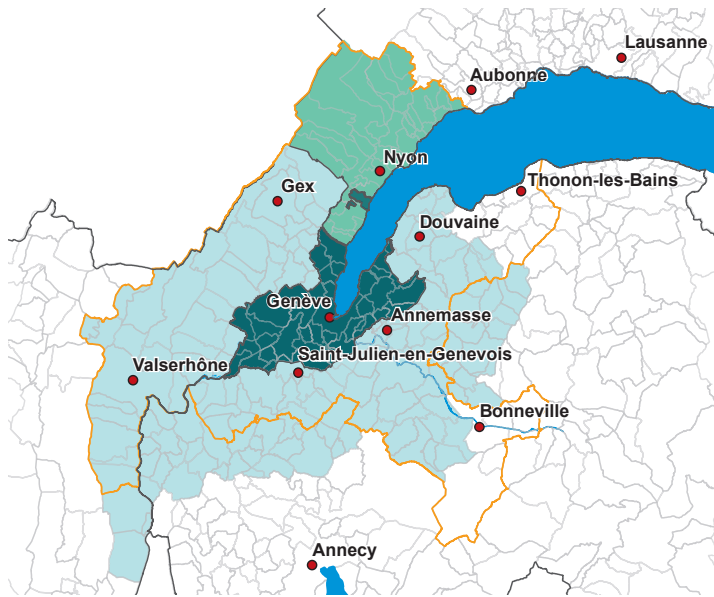 Lausanne
Aubonne
Nyon
Thonon-les-Bains
Gex
Douvaine
Genève
Annemasse
Saint-Julien-en-Genevois
Valserhône
Bonneville
Annecy